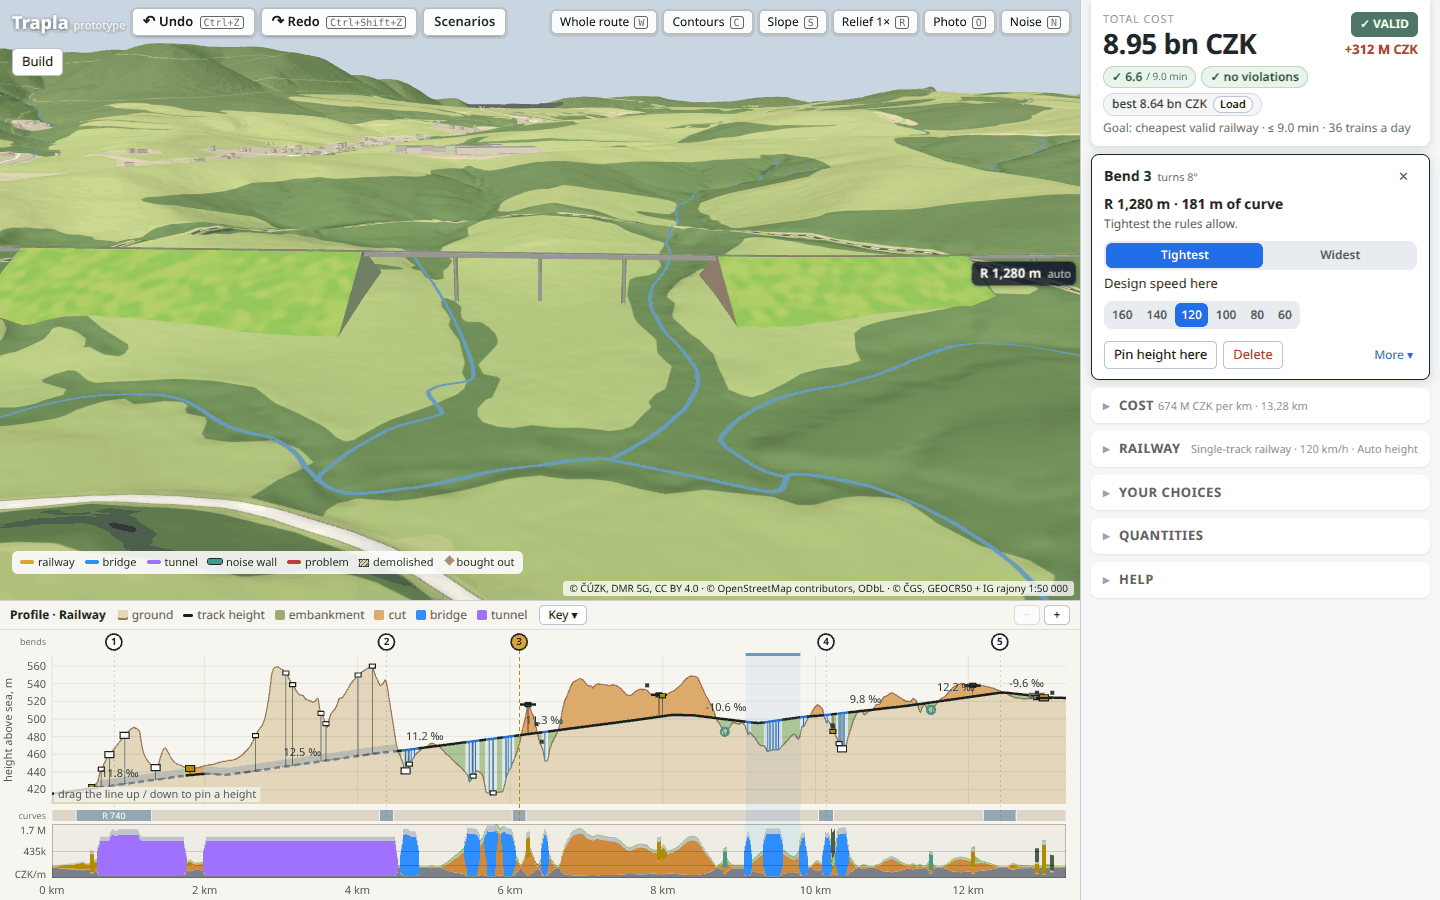 Trapla prototype
↶ Undo Ctrl+Z
↷ Redo Ctrl+Shift+Z
Scenarios
Whole route W
Contours C
Slope S
Relief 1× R
Photo O
Noise N
Build
R 1,280 m auto
railway
bridge
tunnel
noise wall
problem
demolished
bought out
© ČÚZK, DMR 5G, CC BY 4.0 · © OpenStreetMap contributors, ODbL · © ČGS, GEOCR50 + IG rajony 1:50 000
TOTAL COST
✓ VALID
8.95 bn CZK
+312 M CZK
✓ 6.6 / 9.0 min
✓ no violations
best 8.64 bn CZK Load
Goal: cheapest valid railway · ≤ 9.0 min · 36 trains a day
Bend 3 turns 8° ×
R 1,280 m · 181 m of curve
Tightest the rules allow.
Tightest Widest
Design speed here
160 140 120 100 80 60
Pin height here
Delete
More ▾
▶ COST 674 M CZK per km · 13.28 km
▶ RAILWAY Single-track railway · 120 km/h · Auto height
▶ YOUR CHOICES
▶ QUANTITIES
▶ HELP
Profile · Railway
ground
track height
embankment
cut
bridge
tunnel
Key ▾
− +
bends 1 2 3 4 5
height above sea, m
560
540
520
500
480
460
440
420
11.8 ‰
12.5 ‰
11.2 ‰
11.3 ‰
-10.6 ‰
9.8 ‰
12.2 ‰
-9.6 ‰
drag the line up / down to pin a height
curves R 740
1.7 M
435k
CZK/m
0 km 2 km 4 km 6 km 8 km 10 km 12 km